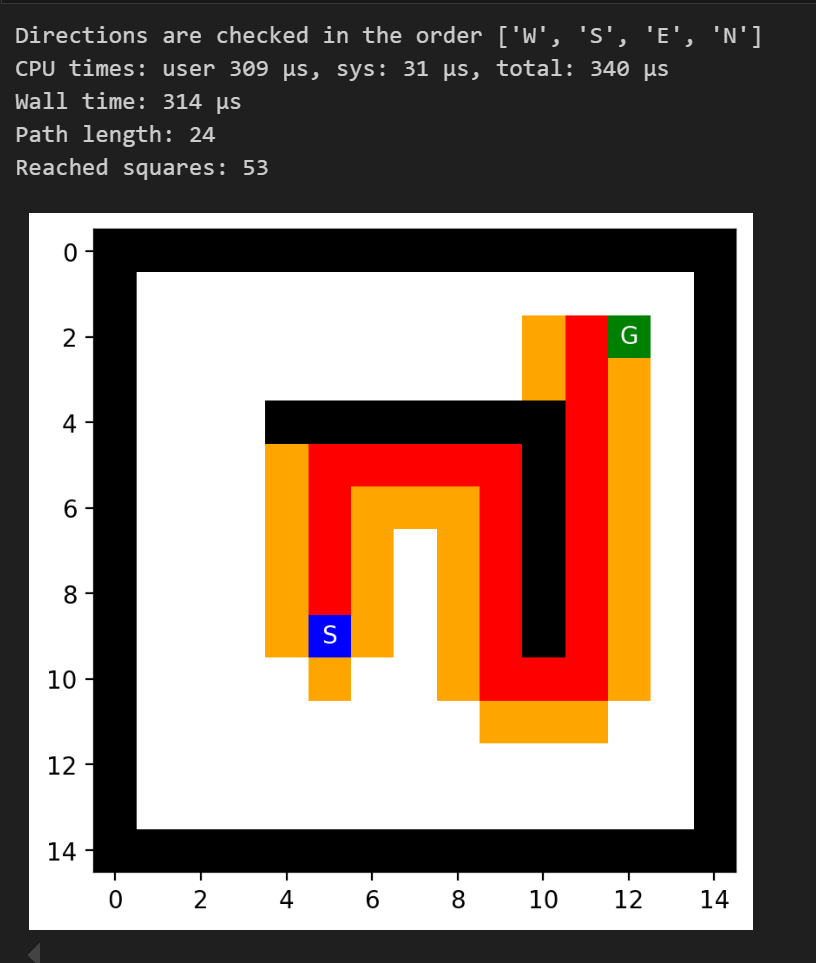 Directions are checked in the order ['W', 'S', 'E', 'N']
CPU times: user 309 µs, sys: 31 µs, total: 340 µs
Wall time: 314 µs
Path length: 24
Reached squares: 53
0
2
G
4
6
8
S
10
12
14
0 2 4 6 8 10 12 14